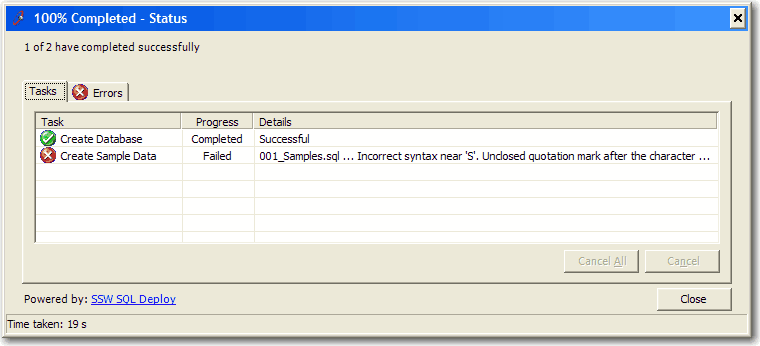 100% Completed - Status
1 of 2 have completed successfully
Tasks Errors
Task Progress Details
Create Database Completed Successful
Create Sample Data Failed 001_Samples.sql ... Incorrect syntax near 'S'. Unclosed quotation mark after the character ...
Cancel All Cancel
Powered by: SSW SQL Deploy Close
Time taken: 19 s